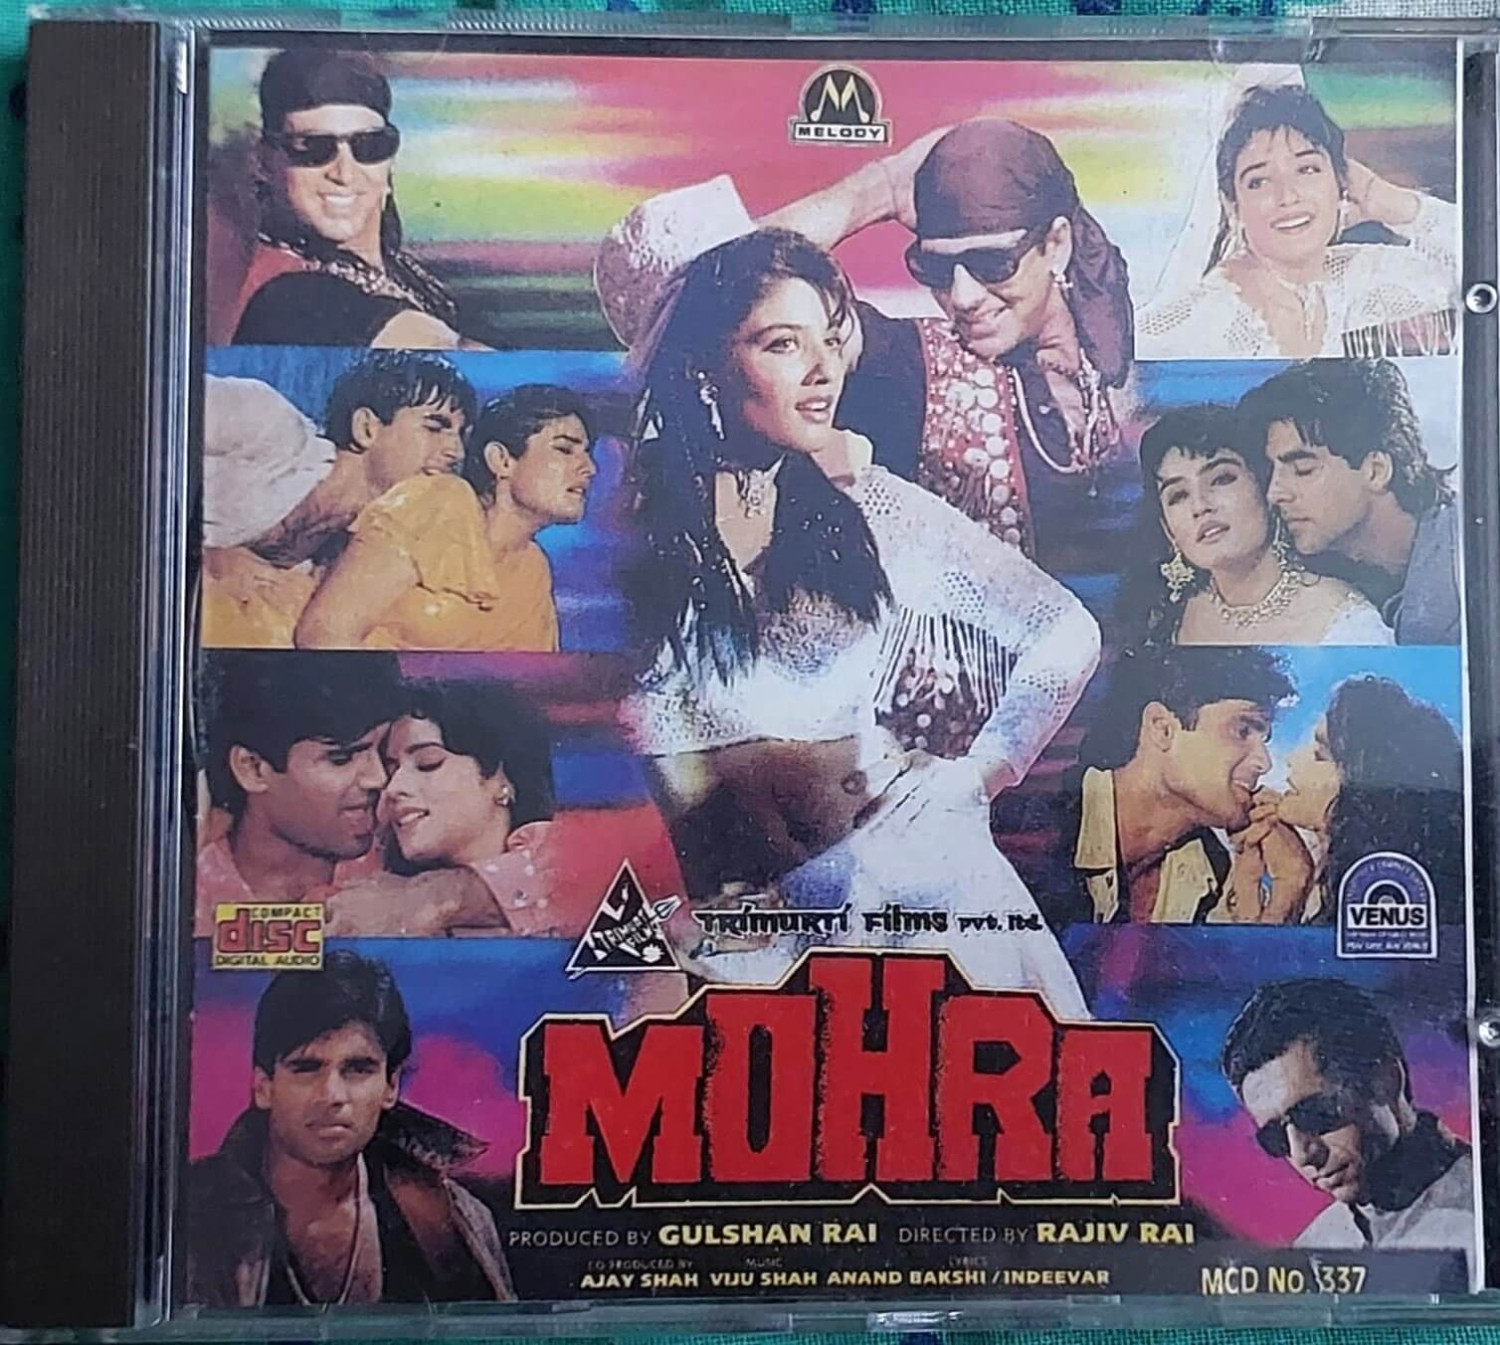 MELODY
COMPACT
disc
DIGITAL AUDIO
TRIMURTI FILMS PVT. LTD.
VENUS
MOHRA
PRODUCED BY GULSHAN RAI DIRECTED BY RAJIV RAI
CO PRODUCED BY MUSIC LYRICS
AJAY SHAH VIJU SHAH ANAND BAKSHI / INDEEVAR
MCD No. 337